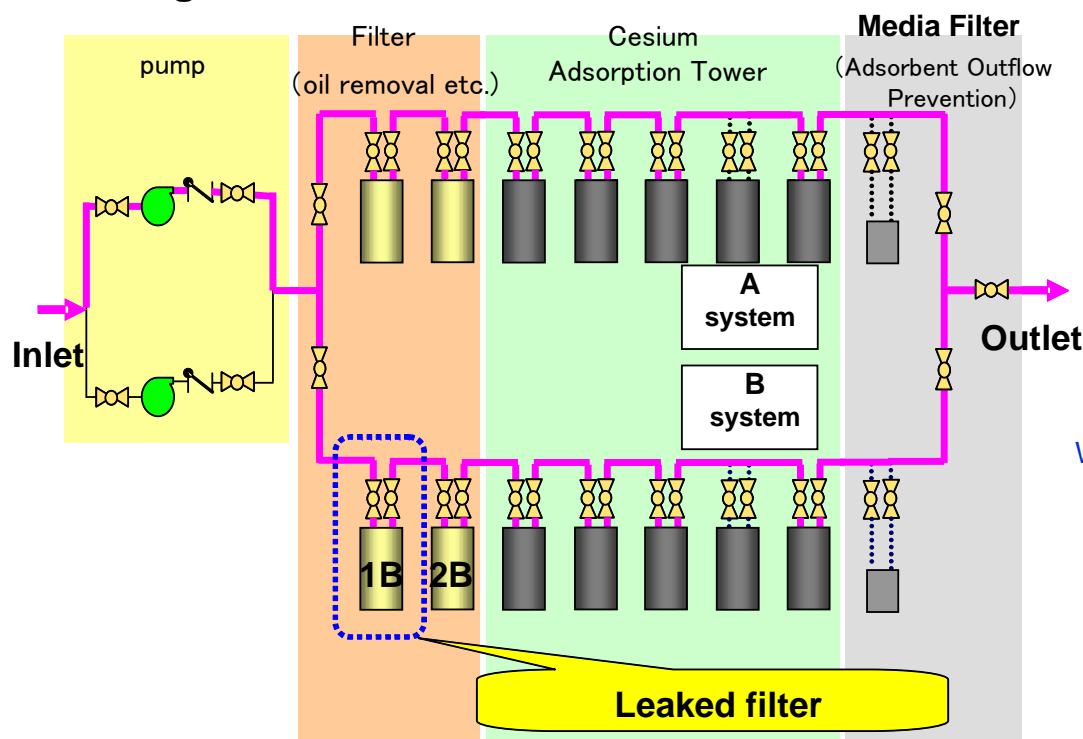 pump
Filter
(oil removal etc.)
Cesium
Adsorption Tower
Media Filter
(Adsorbent Outflow
Prevention)
Inlet
A
system
B
system
Outlet
1B
2B
Leaked filter